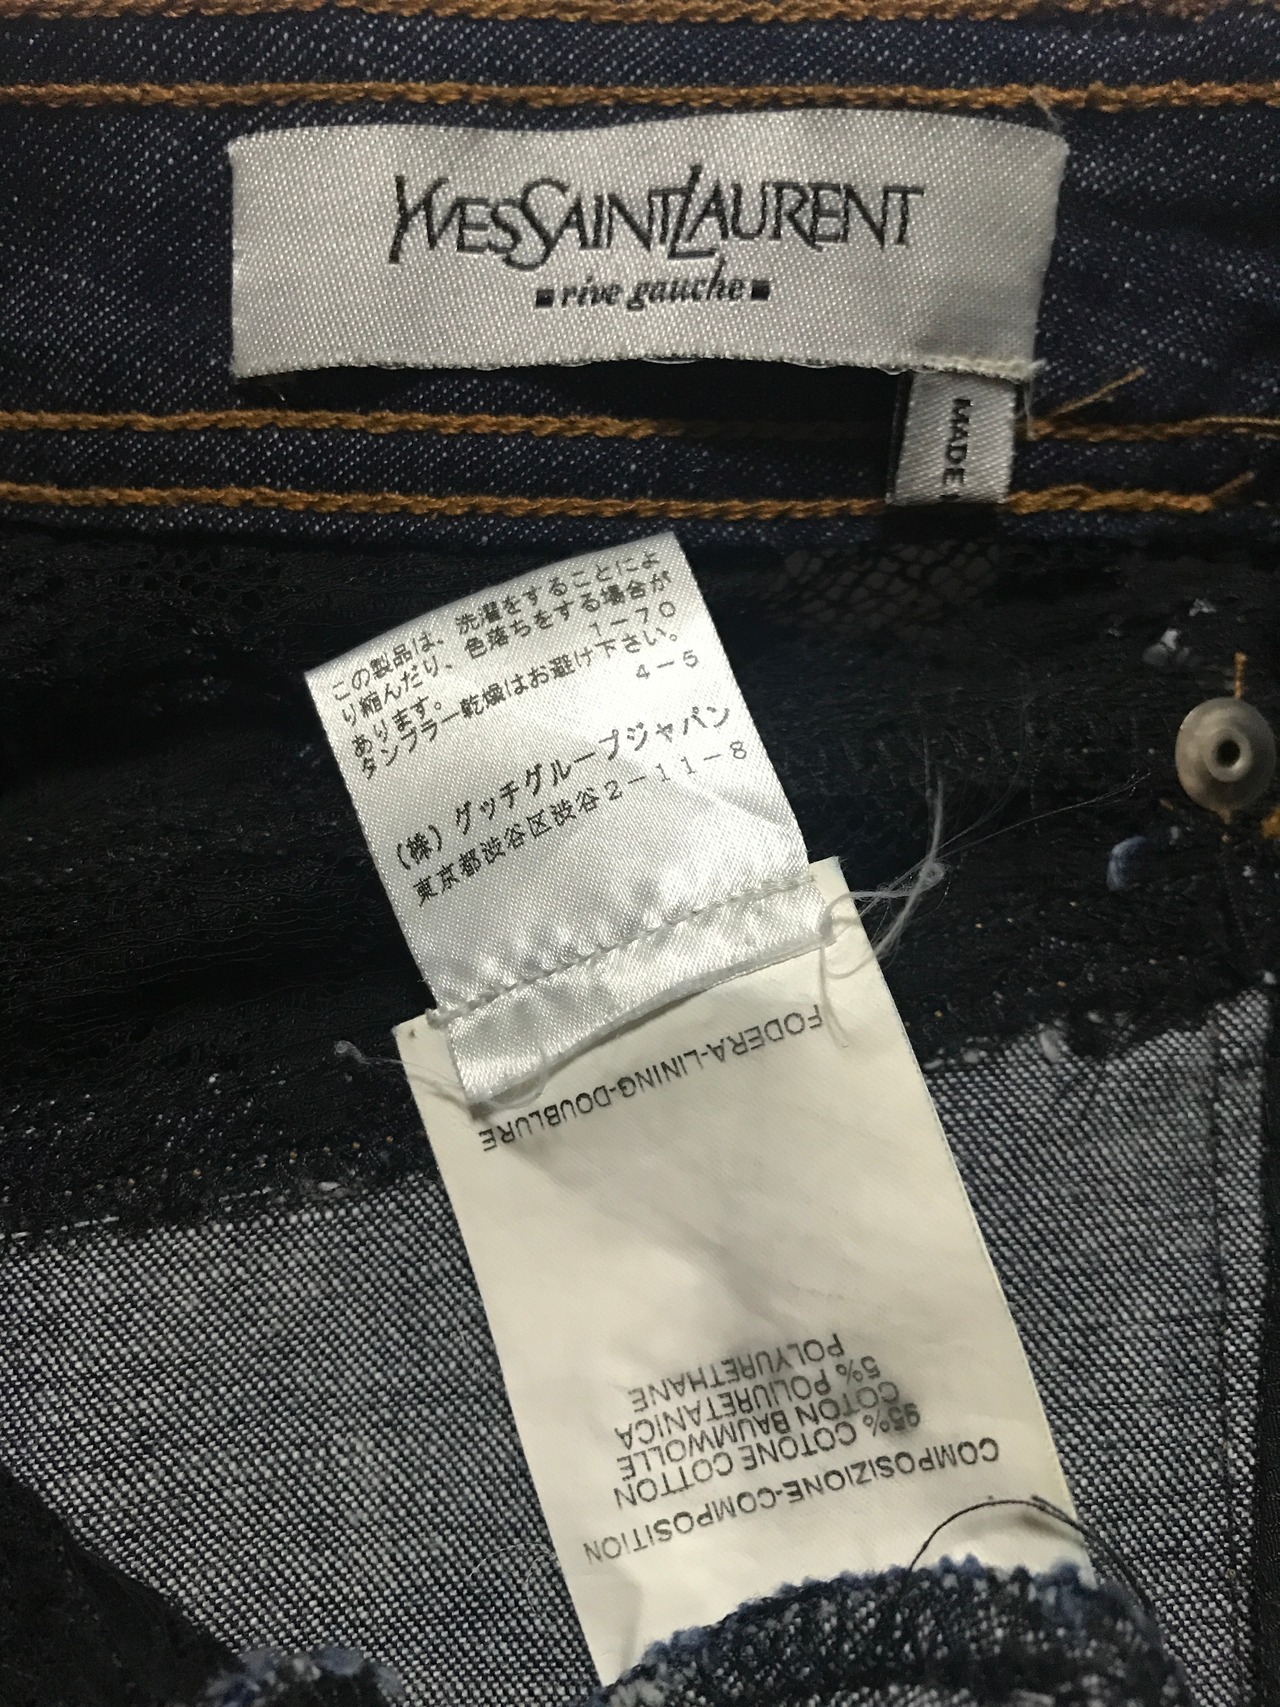 YVESSAINTLAURENT
rive gauche
MADE
この製品は、洗濯をすることによ
り縮んだり、色落ちをする場合が
あります。 1-70
タンブラー乾燥はお避け下さい。
4-5
(株) グッチグループジャパン
東京都渋谷区渋谷2-11-8
COMPOSIZIONE-COMPOSITION
95% COTONE COTTON
COTON BAUMWOLLE
5% POLIURETANICA
POLYURETHANE
FODERA-LINING-DOUBLURE